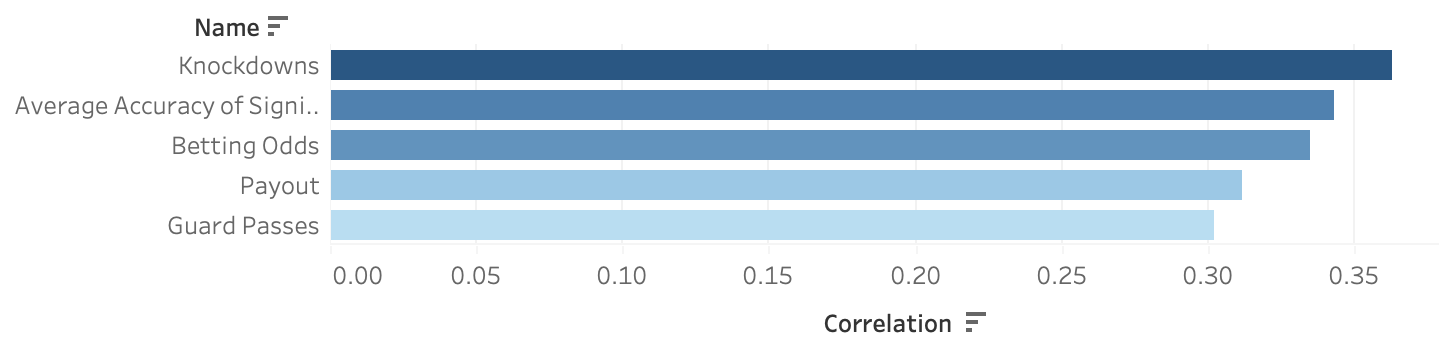 Name
Knockdowns
Average Accuracy of Signi..
Betting Odds
Payout
Guard Passes
0.00 0.05 0.10 0.15 0.20 0.25 0.30 0.35
Correlation